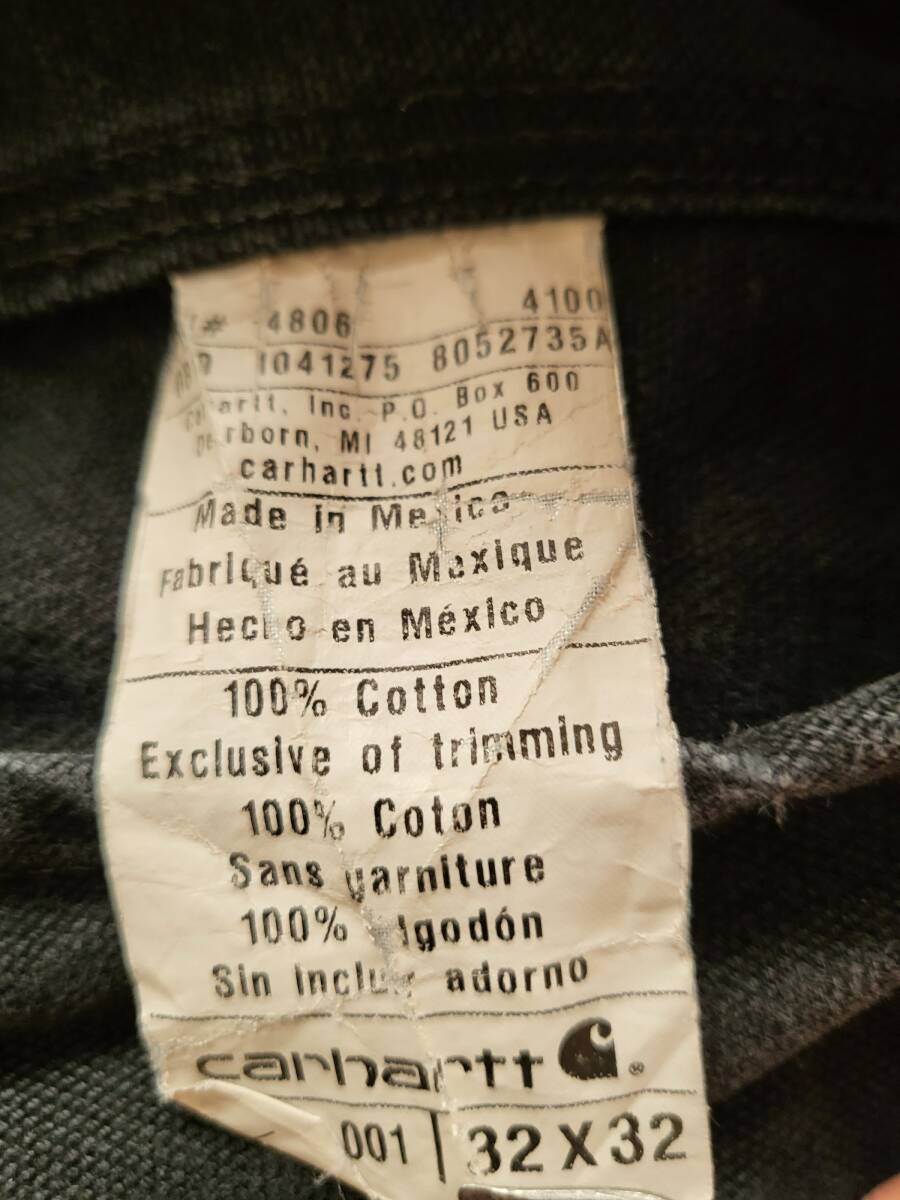 * 4806 4100
1041275 8052735A
Inc. P.O. Box 600
MI 48121 USA
carhartt.com
Made in Mexico
Fabriqué au Mexique
Hecho en México
100% Cotton
Exclusive of trimming
100% Coton
Sans garniture
100% Algodón
Sin incluir adorno
carhartt ®
001 | 32 X 32